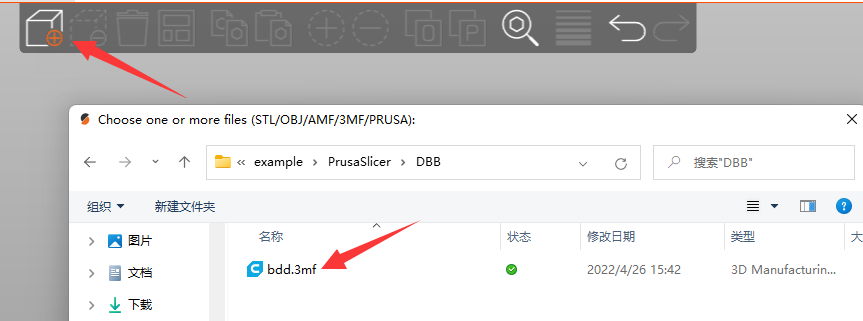 Choose one or more files (STL/OBJ/AMF/3MF/PRUSA):
« example > PrusaSlicer > DBB
搜索"DBB"
组织 新建文件夹
名称 状态 修改日期 类型 大
图片
bdd.3mf 2022/4/26 15:42 3D Manufacturin...
文档
下载